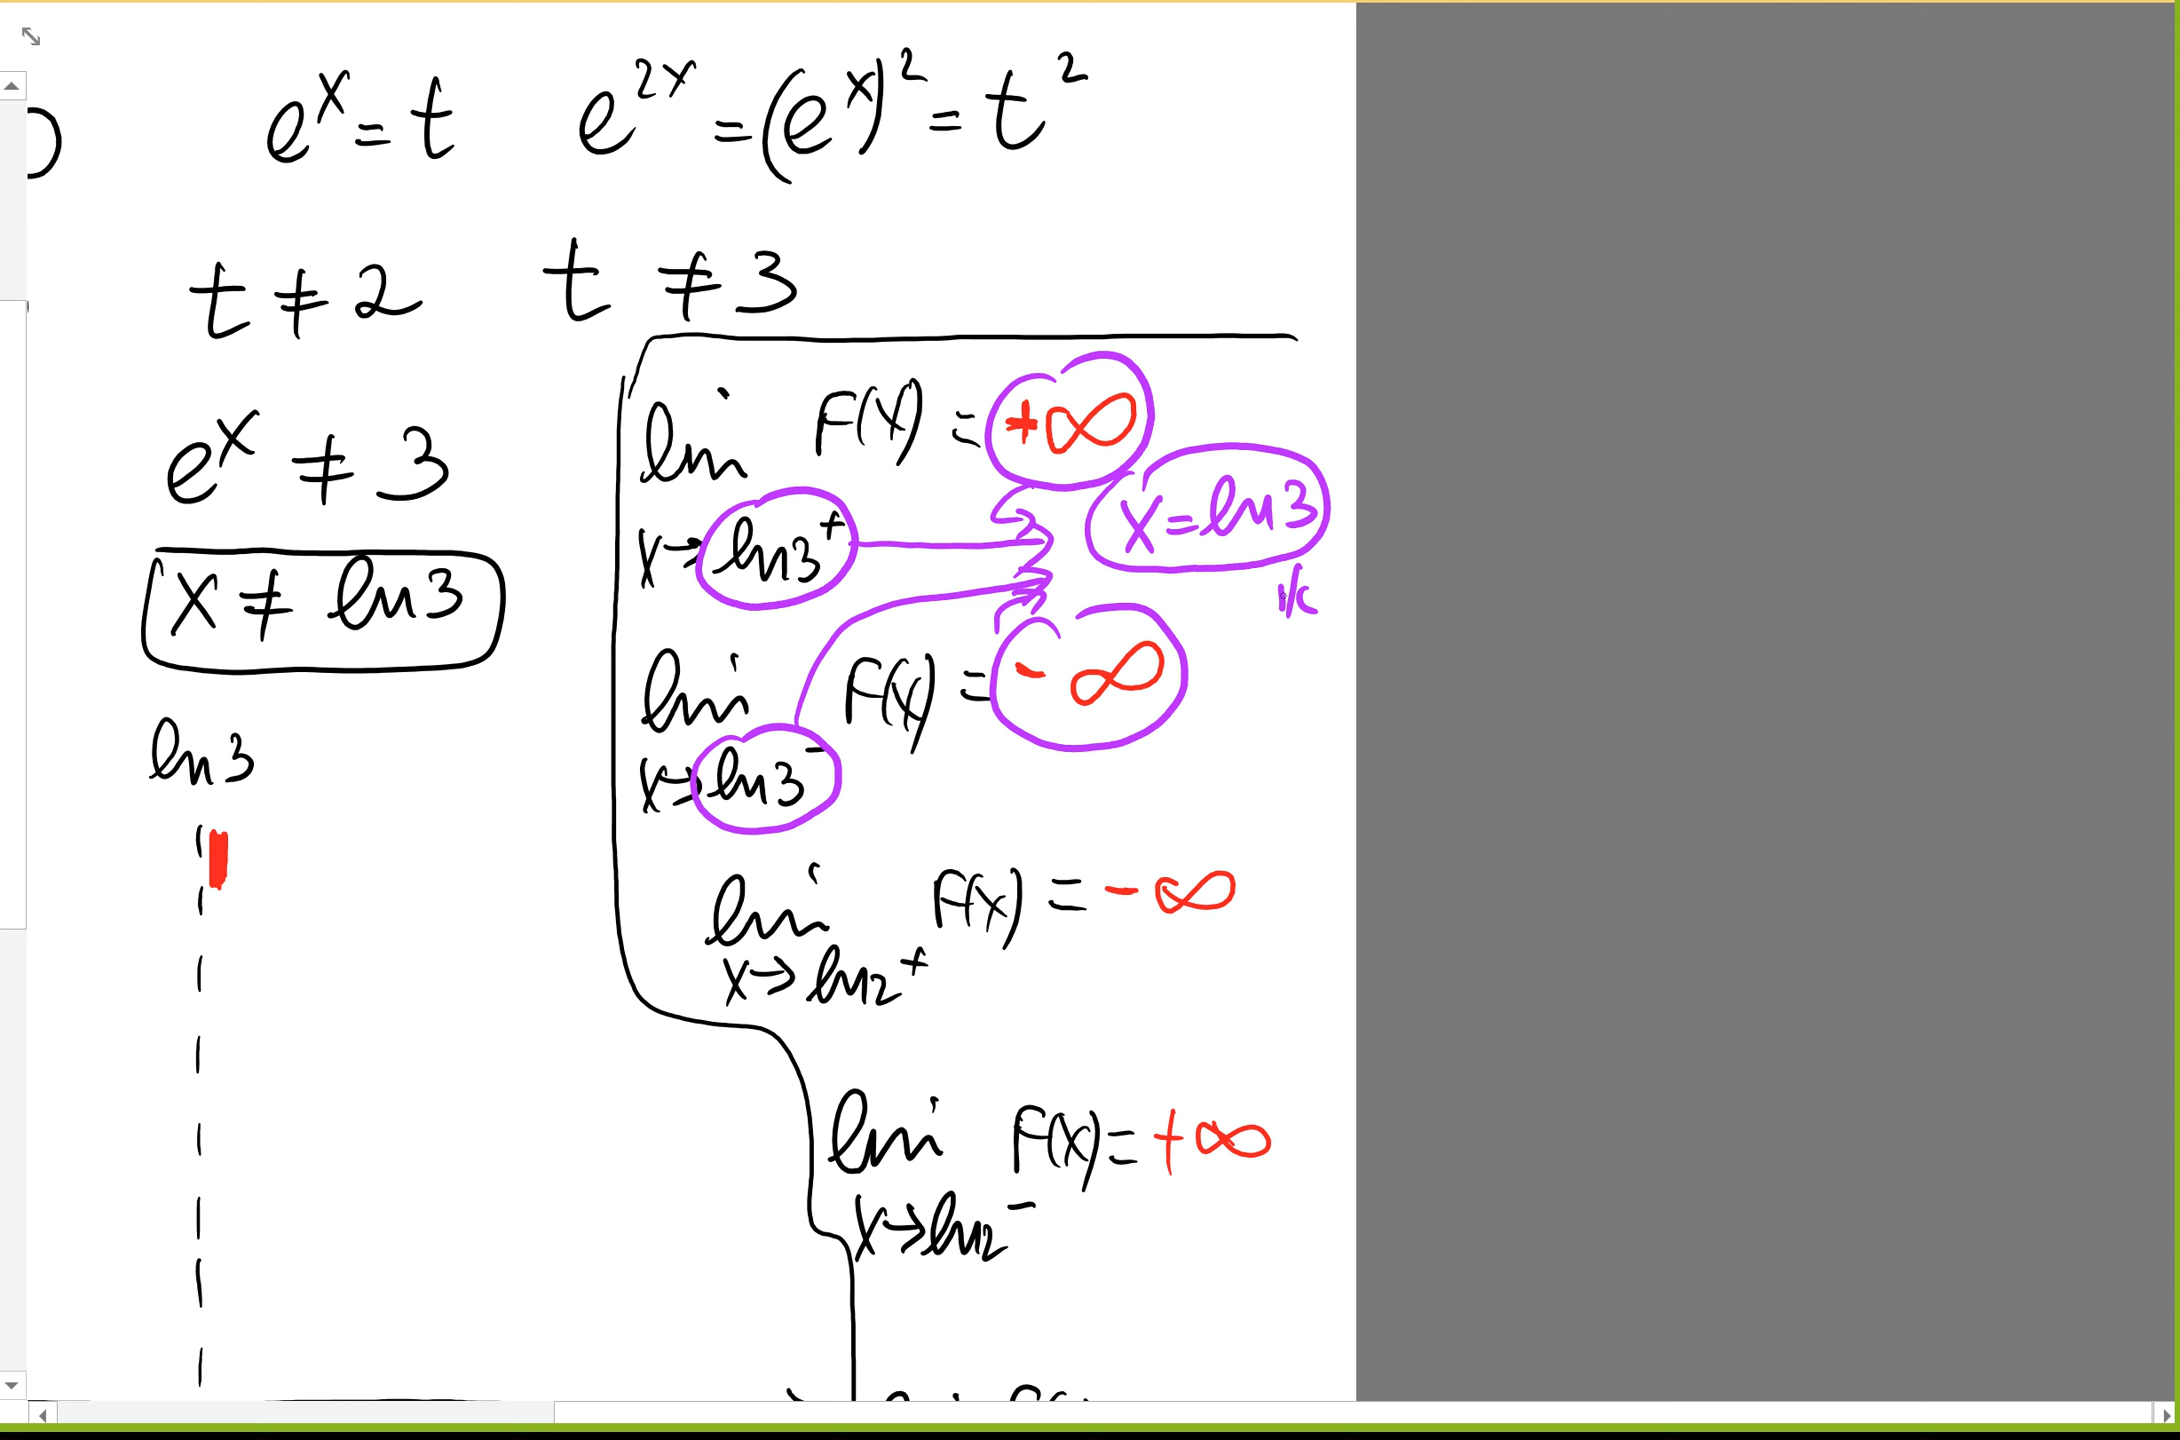 e^x = t   e^{2x} = (e^x)^2 = t^2
t ≠ 2   t ≠ 3
e^x ≠ 3
x ≠ ln3
ln3
lim F(x) = +∞
x → ln3^+
x = ln3
lim F(x) = -∞
x → ln3^-
lim F(x) = -∞
x → ln2^+
lim F(x) = +∞
x → ln2^-